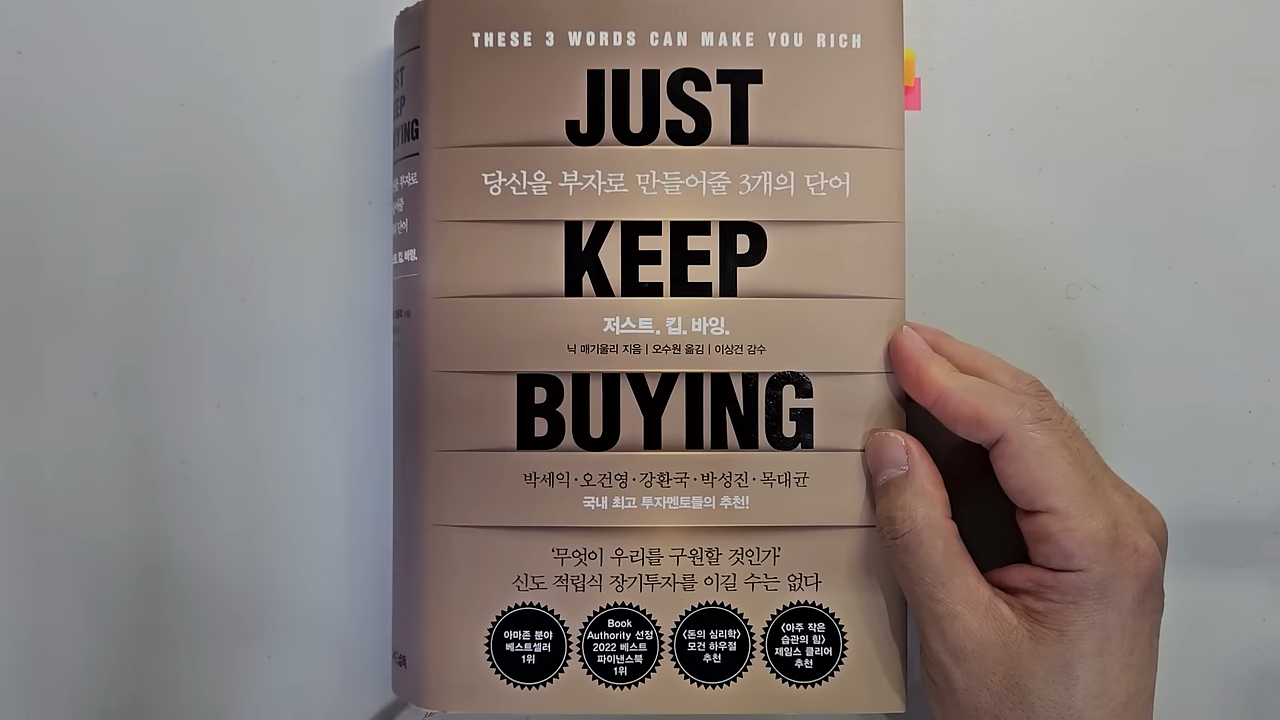 THESE 3 WORDS CAN MAKE YOU RICH
JUST
당신을 부자로 만들어줄 3개의 단어
KEEP
저스트. 킵. 바잉.
닉 매기울리 지음 | 오수원 옮김 | 이상건 감수
BUYING
박세익·오건영·강환국·박성진·목대균
국내 최고 투자멘토들의 추천!
‘무엇이 우리를 구원할 것인가’
신도 적립식 장기투자를 이길 수는 없다
아마존 분야
베스트셀러
1위
Book
Authority 선정
2022 베스트
파이낸스북
1위
<돈의 심리학>
모건 하우절
추천
<아주 작은
습관의 힘>
제임스 클리어
추천